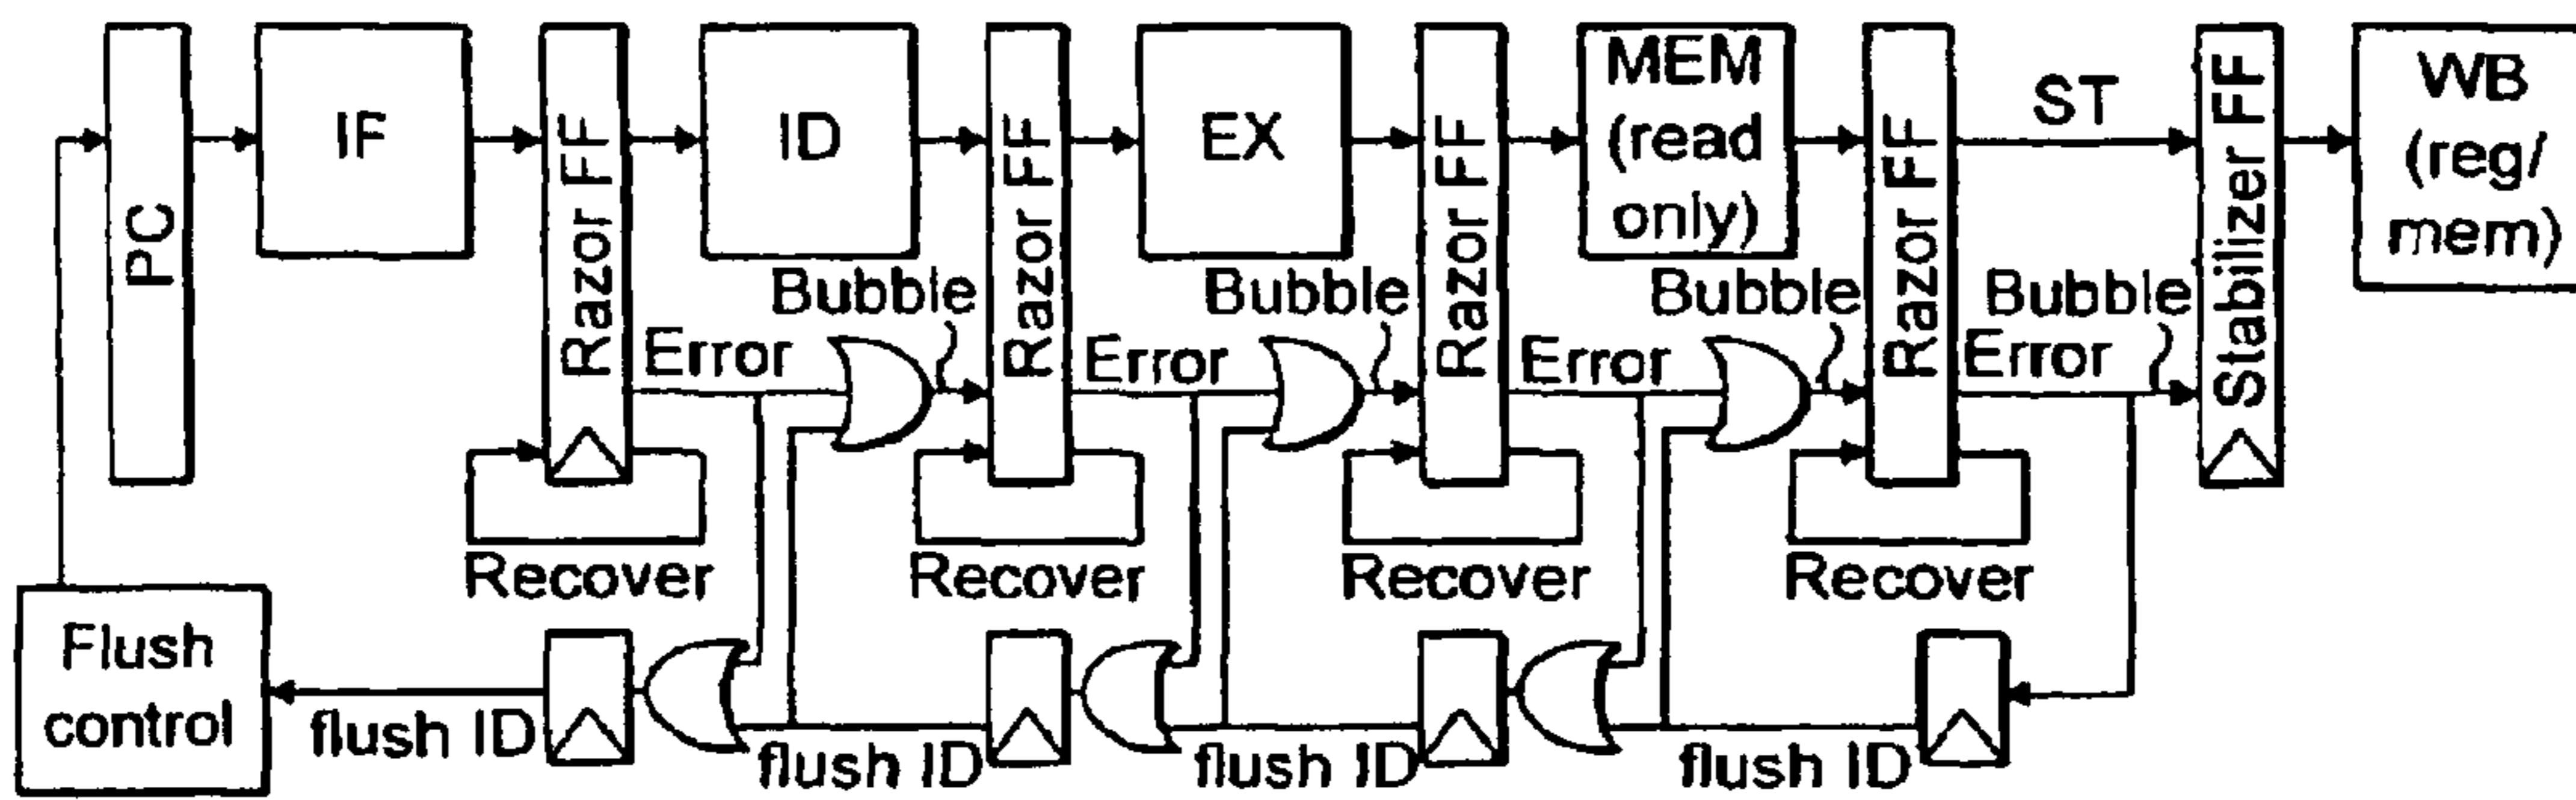 PC
IF
Razor FF
ID
Razor FF
EX
Razor FF
MEM
(read
only)
Razor FF
ST
Stabilizer FF
WB
(reg/
mem)
Bubble
Bubble
Bubble
Bubble
Error
Error
Error
Error
Recover
Recover
Recover
Recover
Flush
control
flush ID
flush ID
flush ID
flush ID